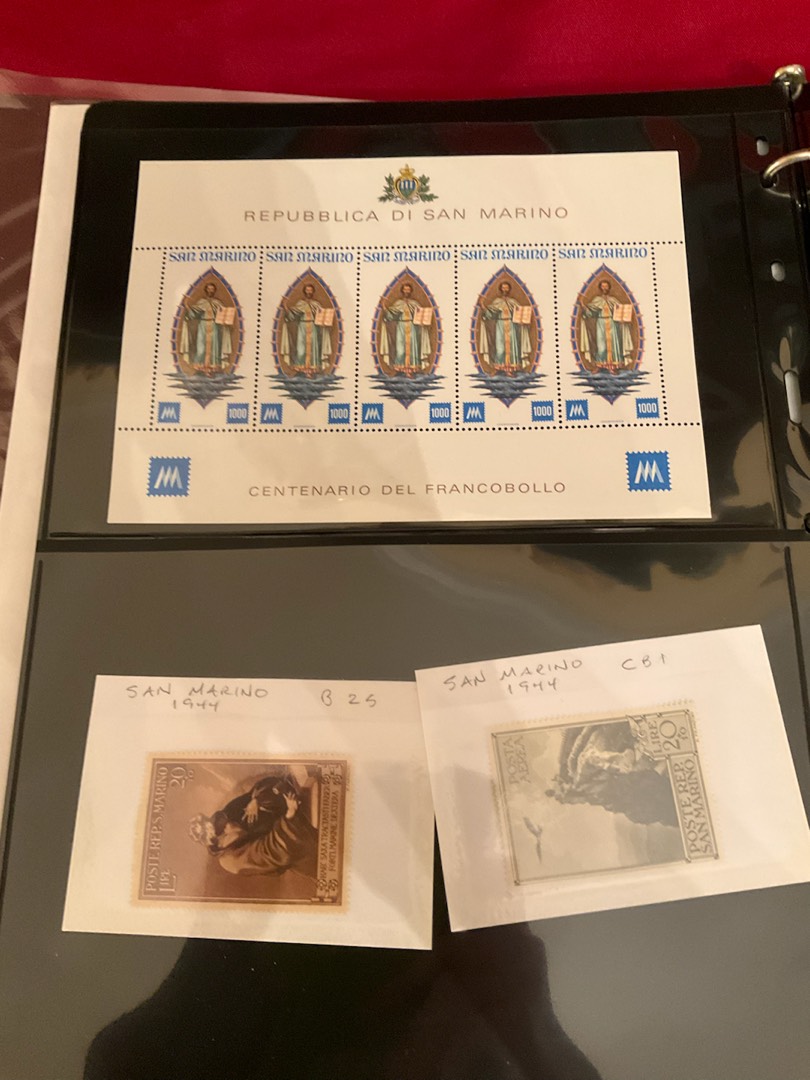 REPUBBLICA DI SAN MARINO
SAN MARINO SAN MARINO SAN MARINO SAN MARINO SAN MARINO
1000 1000 1000 1000 1000
CENTENARIO DEL FRANCOBOLLO
SAN MARINO B 25
1944
POSTE REP. S. MARINO
LIRE 20
SAN MARINO CB1
1944
POSTA
AEREA
LIRE 20
POSTE REP.
SAN MARINO